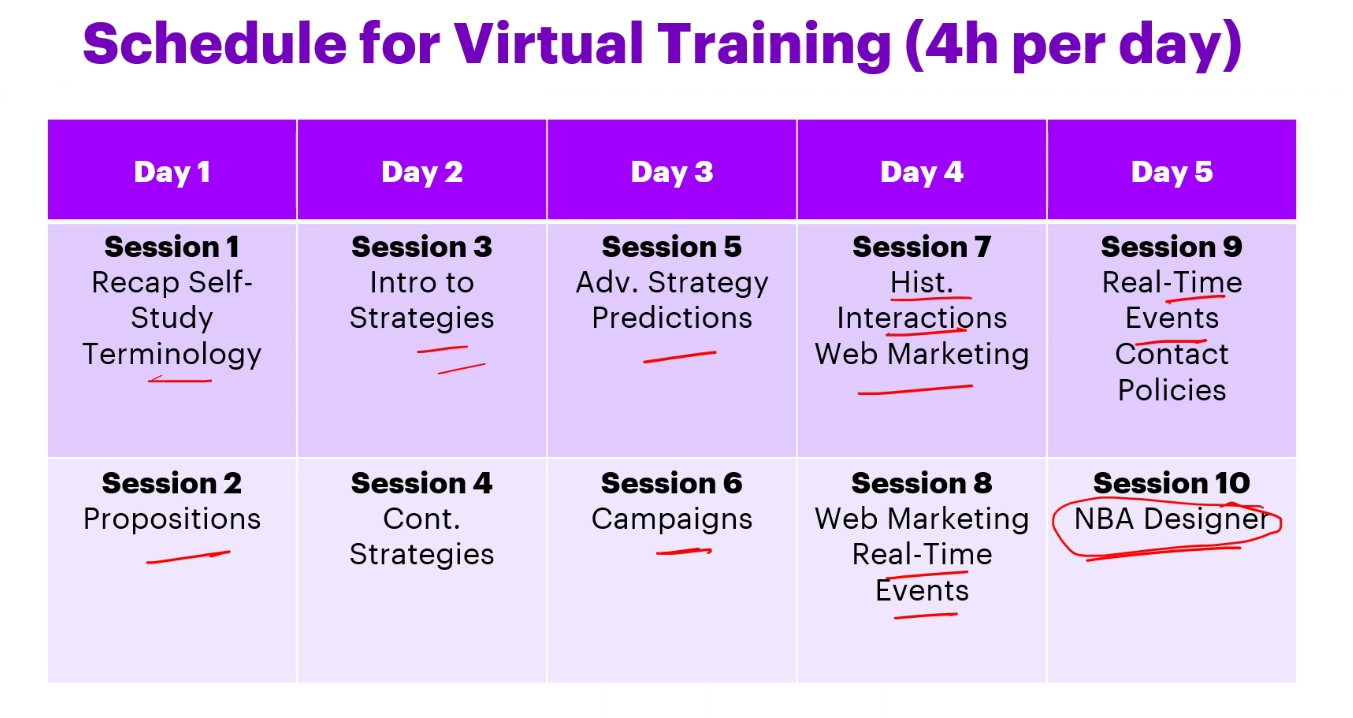 Schedule for Virtual Training (4h per day)
Day 1
Day 2
Day 3
Day 4
Day 5
Session 1
Recap Self-
Study
Terminology
Session 3
Intro to
Strategies
Session 5
Adv. Strategy
Predictions
Session 7
Hist.
Interactions
Web Marketing
Session 9
Real-Time
Events
Contact
Policies
Session 2
Propositions
Session 4
Cont.
Strategies
Session 6
Campaigns
Session 8
Web Marketing
Real-Time
Events
Session 10
NBA Designer